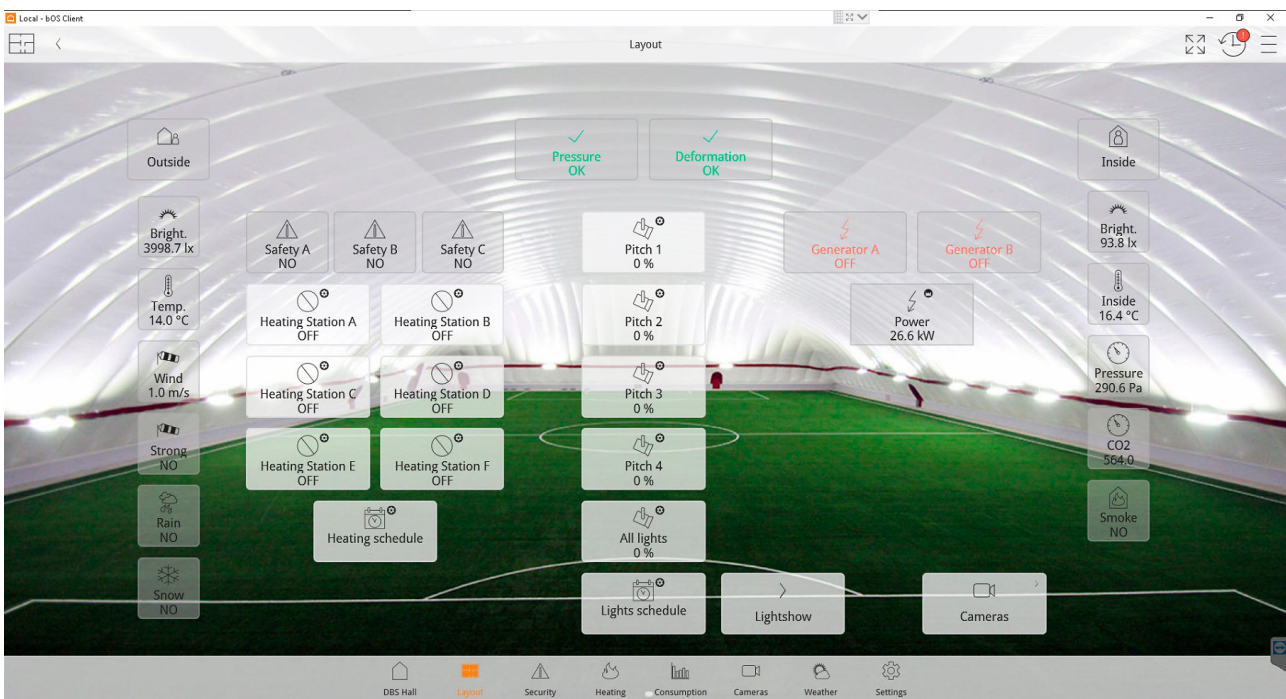 Local - bOS Client
Layout
!
Outside
Pressure
OK
Deformation
OK
Inside
Bright.
3998.7 lx
Safety A
NO
Safety B
NO
Safety C
NO
Pitch 1
0 %
Generator A
OFF
Generator B
OFF
Bright.
93.8 lx
Temp.
14.0 °C
Heating Station A
OFF
Heating Station B
OFF
Pitch 2
0 %
Power
26.6 kW
Inside
16.4 °C
Wind
1.0 m/s
Heating Station C
OFF
Heating Station D
OFF
Pitch 3
0 %
Pressure
290.6 Pa
Strong
NO
Heating Station E
OFF
Heating Station F
OFF
Pitch 4
0 %
CO2
564.0
Rain
NO
Heating schedule
All lights
0 %
Smoke
NO
Snow
NO
Lights schedule
Lightshow
Cameras
DBS Hall
Layout
Security
Heating
Consumption
Cameras
Weather
Settings